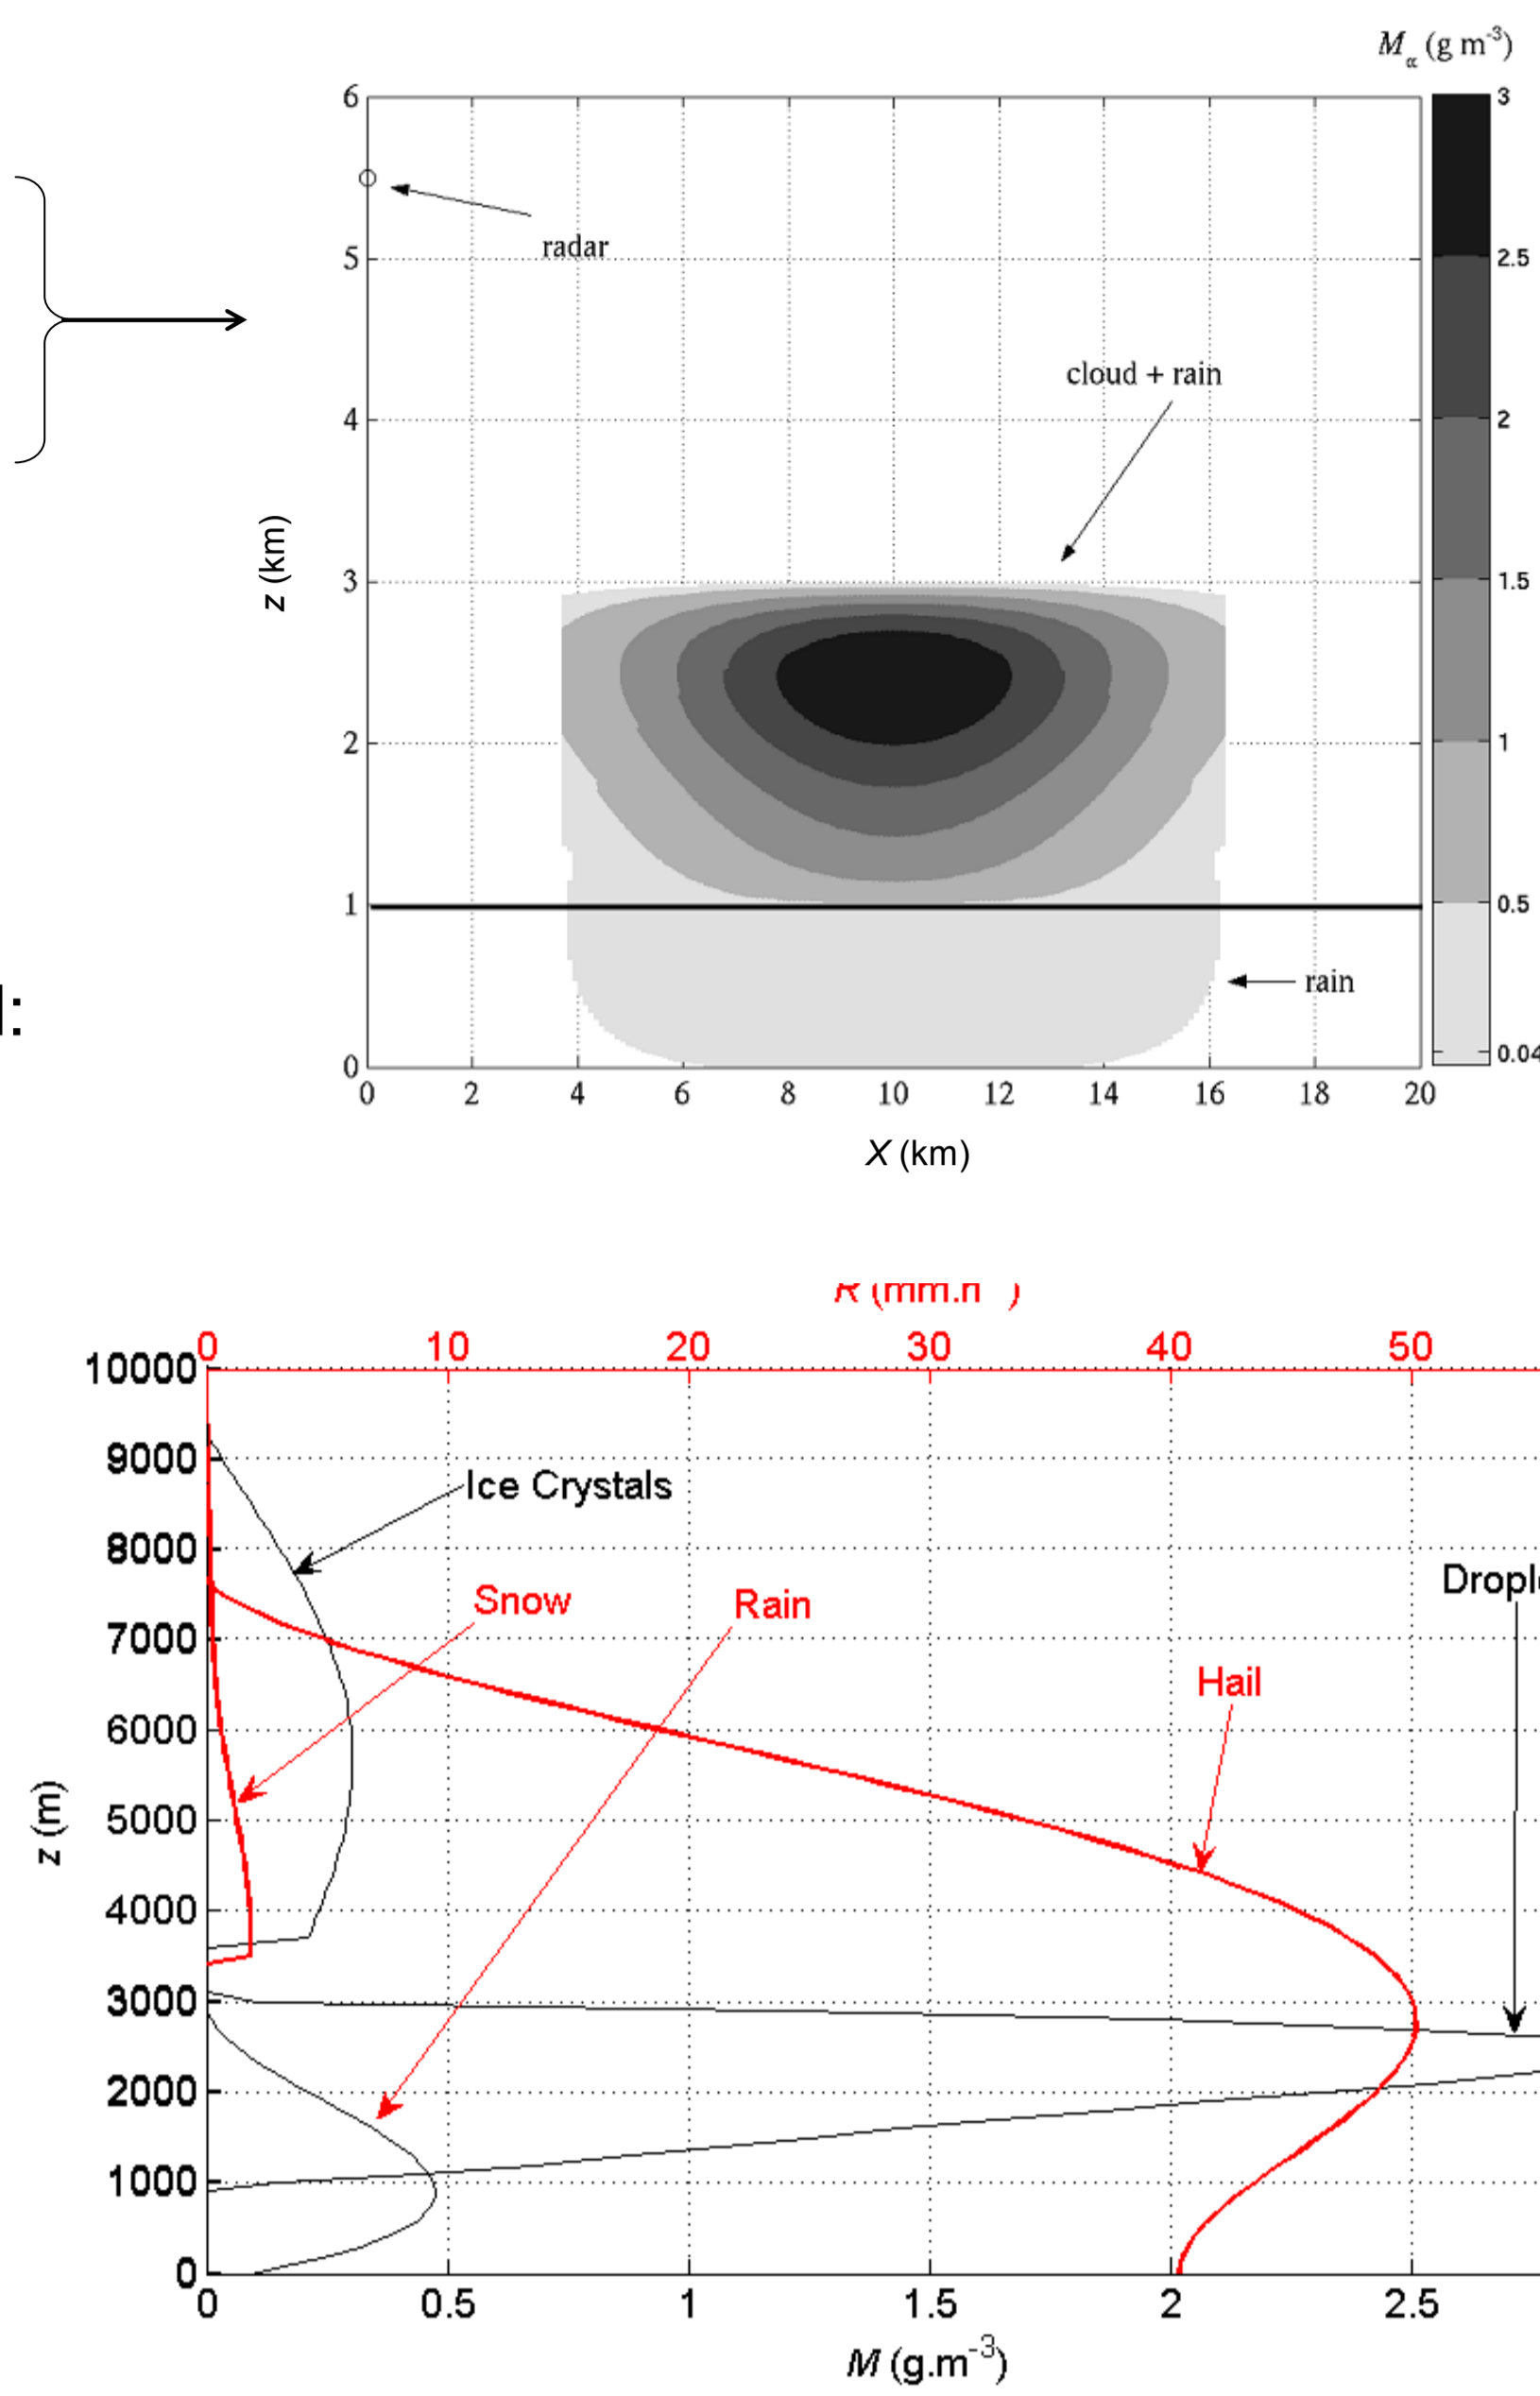 M_α (g m⁻³)
6
3
radar
5
2.5
cloud + rain
4
2
z (km)
3
1.5
2
1
1
0.5
rain
:
0
0.04
0 2 4 6 8 10 12 14 16 18 20
X (km)
0 10 20 30 40 50
10000
9000
Ice Crystals
8000
Snow
Rain
7000
Hail
6000
z (m)
5000
4000
3000
2000
1000
0
0 0.5 1 1.5 2 2.5
M (g.m⁻³)